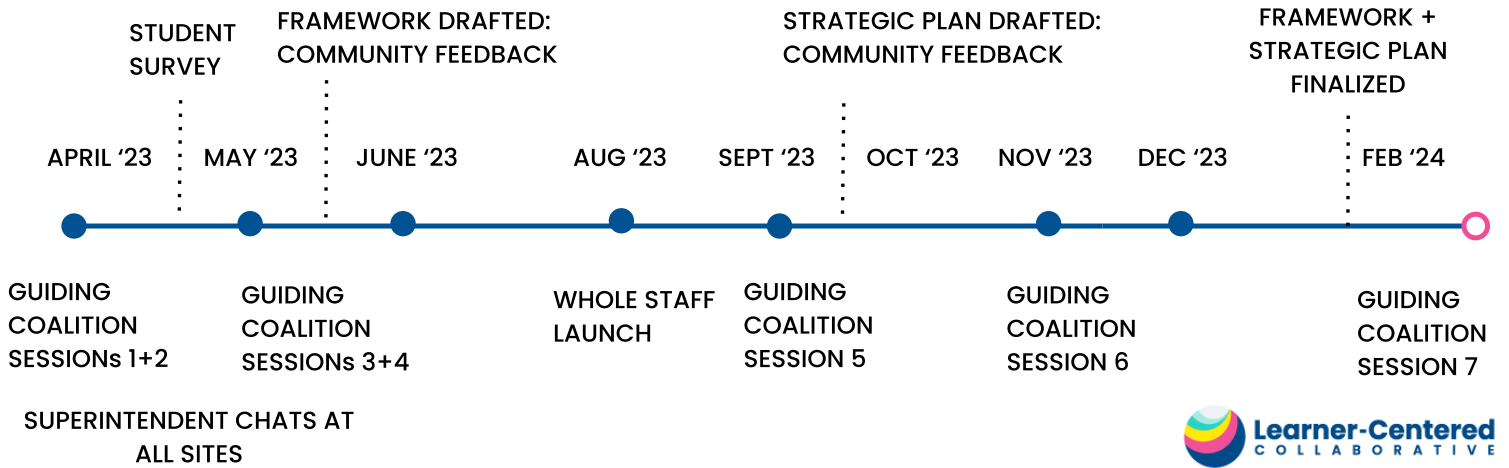 STUDENT
SURVEY
FRAMEWORK DRAFTED:
COMMUNITY FEEDBACK
STRATEGIC PLAN DRAFTED:
COMMUNITY FEEDBACK
FRAMEWORK +
STRATEGIC PLAN
FINALIZED
APRIL ‘23
MAY ‘23
JUNE ‘23
AUG ‘23
SEPT ‘23
OCT ‘23
NOV ‘23
DEC ‘23
FEB ‘24
GUIDING
COALITION
SESSIONs 1+2
GUIDING
COALITION
SESSIONs 3+4
WHOLE STAFF
LAUNCH
GUIDING
COALITION
SESSION 5
GUIDING
COALITION
SESSION 6
GUIDING
COALITION
SESSION 7
SUPERINTENDENT CHATS AT
ALL SITES
Learner-Centered
COLLABORATIVE